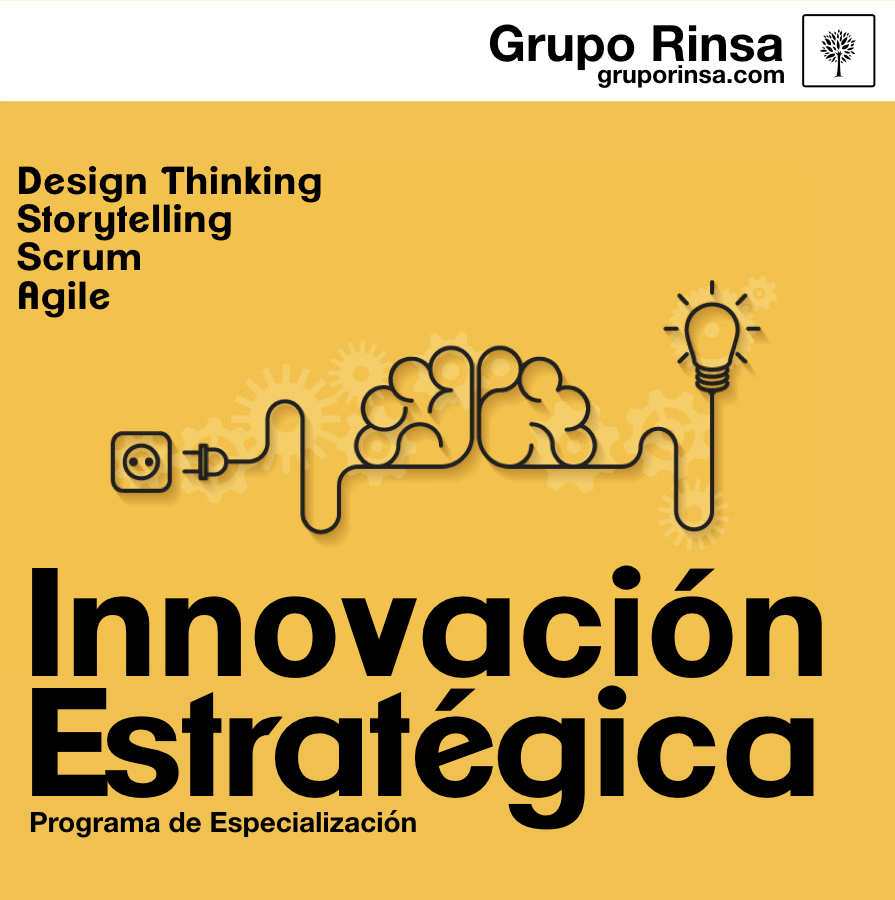 Grupo Rinsa
gruporinsa.com
Design Thinking
Storytelling
Scrum
Agile
Innovación
Estratégica
Programa de Especialización